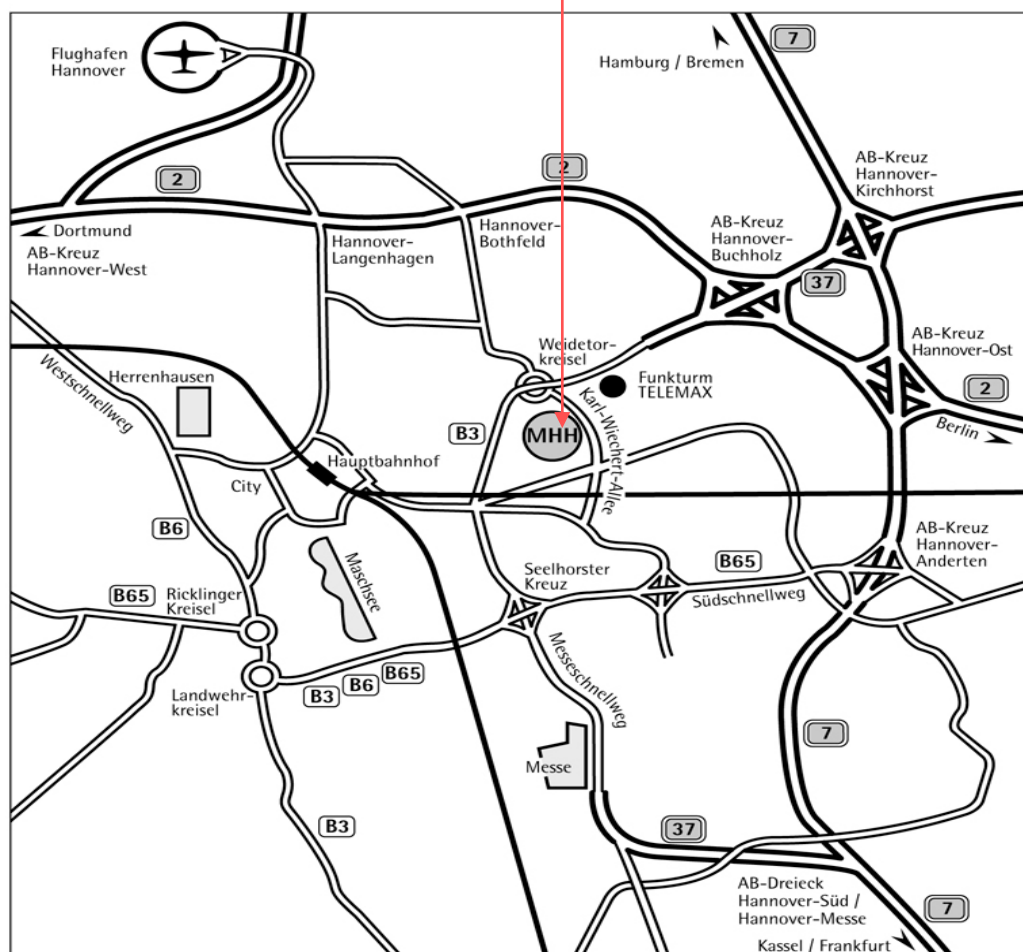 Flughafen
Hannover
7
Hamburg / Bremen
AB-Kreuz
Hannover-
Kirchhorst
2
2
Dortmund
AB-Kreuz
Hannover-West
Hannover-
Langenhagen
Hannover-
Bothfeld
AB-Kreuz
Hannover-
Buchholz
37
AB-Kreuz
Hannover-Ost
2
Berlin
Westschnellweg
Herrenhausen
Weidetor-
kreisel
Funkturm
TELEMAX
Karl-Wiechert-Allee
B3
MHH
Hauptbahnhof
City
B6
Maschsee
AB-Kreuz
Hannover-
Anderten
B65
Ricklinger
Kreisel
Seelhorster
Kreuz
B65
Südschnellweg
B3
B6
B65
Landwehr-
kreisel
Messeschnellweg
Messe
7
B3
37
AB-Dreieck
Hannover-Süd /
Hannover-Messe
7
Kassel / Frankfurt